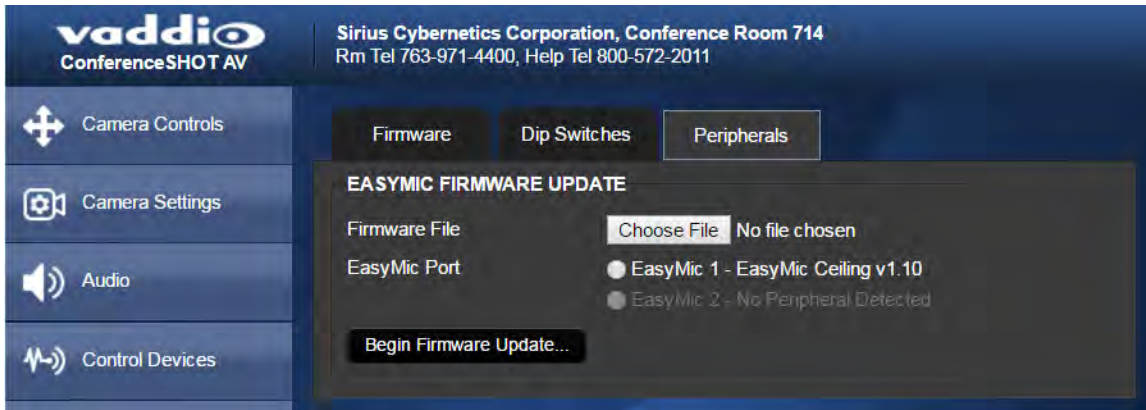 vaddio
ConferenceSHOT AV
Sirius Cybernetics Corporation, Conference Room 714
Rm Tel 763-971-4400, Help Tel 800-572-2011
Camera Controls
Camera Settings
Audio
Control Devices
Firmware
Dip Switches
Peripherals
EASYMIC FIRMWARE UPDATE
Firmware File
Choose File No file chosen
EasyMic Port
EasyMic 1 - EasyMic Ceiling v1.10
EasyMic 2 - No Peripheral Detected
Begin Firmware Update...